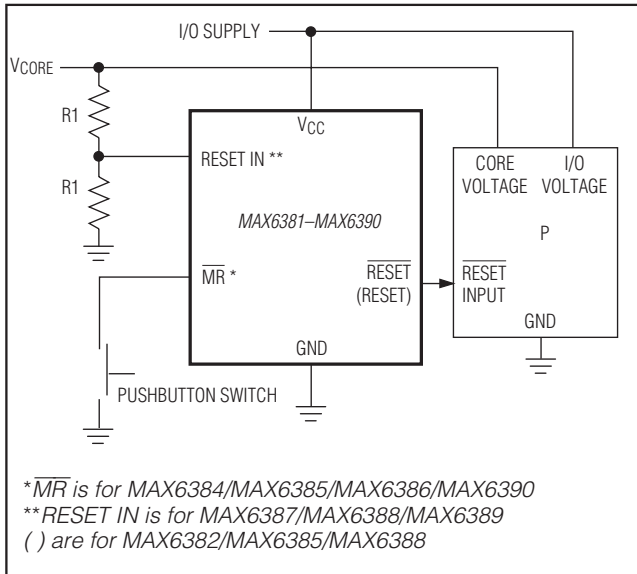 I/O SUPPLY
VCORE
R1
VCC
RESET IN **
CORE VOLTAGE
I/O VOLTAGE
R1
MAX6381–MAX6390
P
MR *
RESET
(RESET)
RESET INPUT
GND
GND
PUSHBUTTON SWITCH
*MR is for MAX6384/MAX6385/MAX6386/MAX6390
**RESET IN is for MAX6387/MAX6388/MAX6389
( ) are for MAX6382/MAX6385/MAX6388